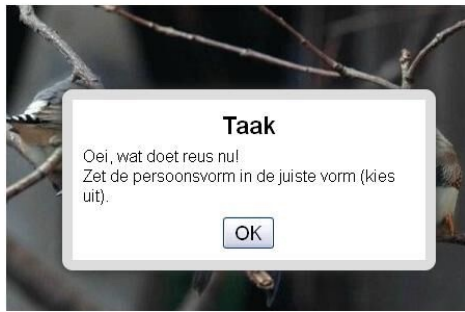 Taak
Oei, wat doet reus nu!
Zet de persoonsvorm in de juiste vorm (kies
uit).
OK